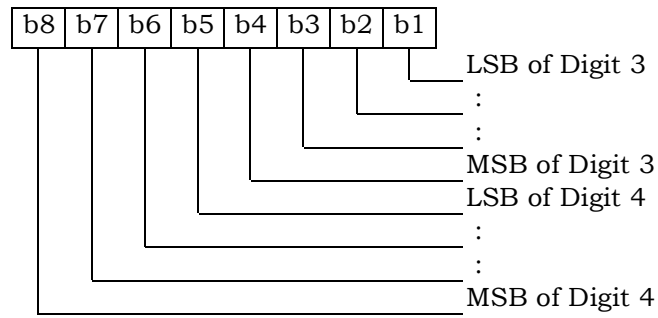 b8 b7 b6 b5 b4 b3 b2 b1
LSB of Digit 3
:
:
MSB of Digit 3
LSB of Digit 4
:
:
MSB of Digit 4